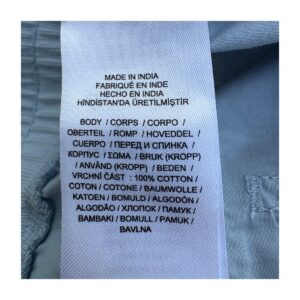 MADE IN INDIA
FABRIQUÉ EN INDE
HECHO EN INDIA
HİNDİSTAN'DA ÜRETİLMİŞTİR
BODY / CORPS / CORPO /
OBERTEIL / ROMP / HOVEDDEL /
CUERPO / ПЕРЕД И СПИНКА /
КОРПУС / ΣΩΜΑ / BRUK (KROPP)
/ ANVÄND (KROPP) / BEDEN /
VRCHNÍ ČÁST : 100% COTTON /
COTON / COTONE / BAUMWOLLE /
KATOEN / BOMULD / ALGODON /
ALGODÃO / ХЛОПОК / ПАМУК /
ΒΑΜΒΑΚΙ / BOMULL / PAMUK /
BAVLNA